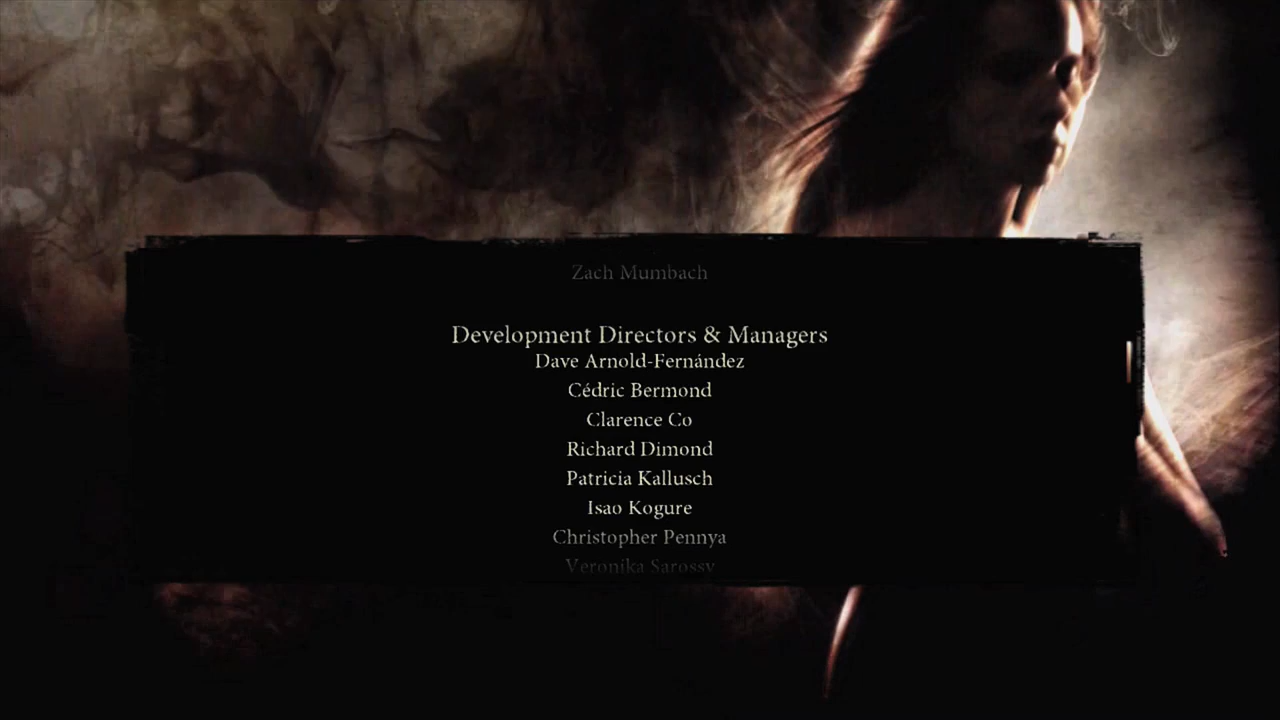 Zach Mumbach
Development Directors & Managers
Dave Arnold-Fernández
Cédric Bermond
Clarence Co
Richard Dimond
Patricia Kallusch
Isao Kogure
Christopher Pennya
Veronika Sarossy